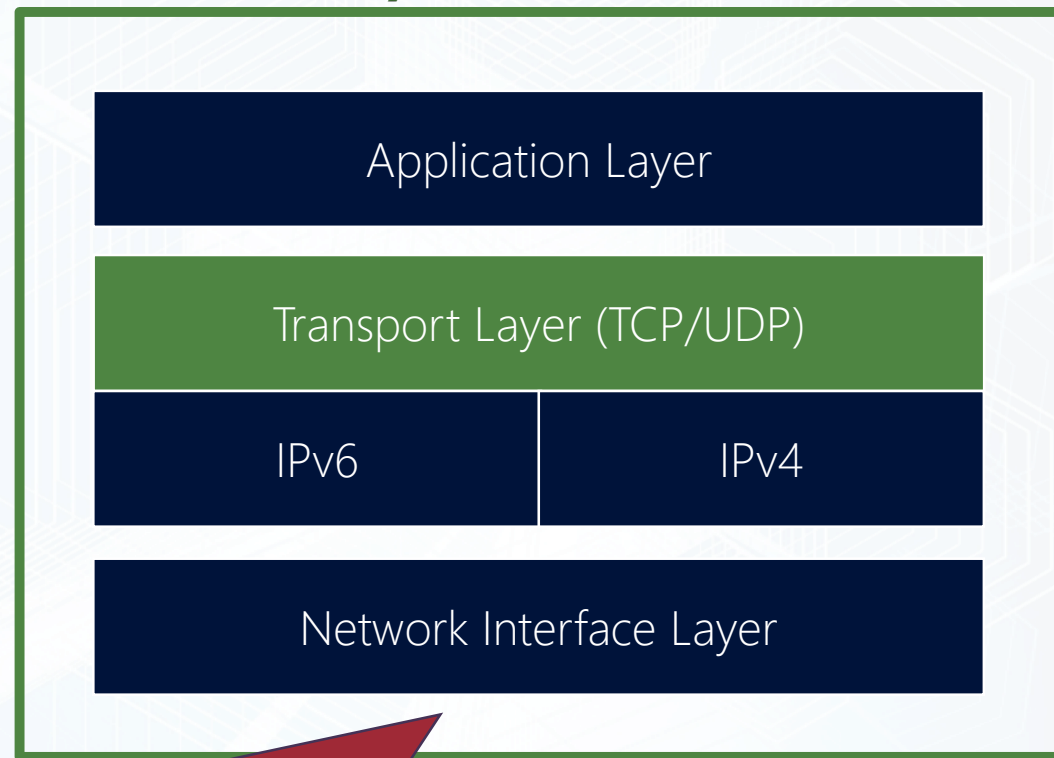 Application Layer
Transport Layer (TCP/UDP)
IPv6 IPv4
Network Interface Layer